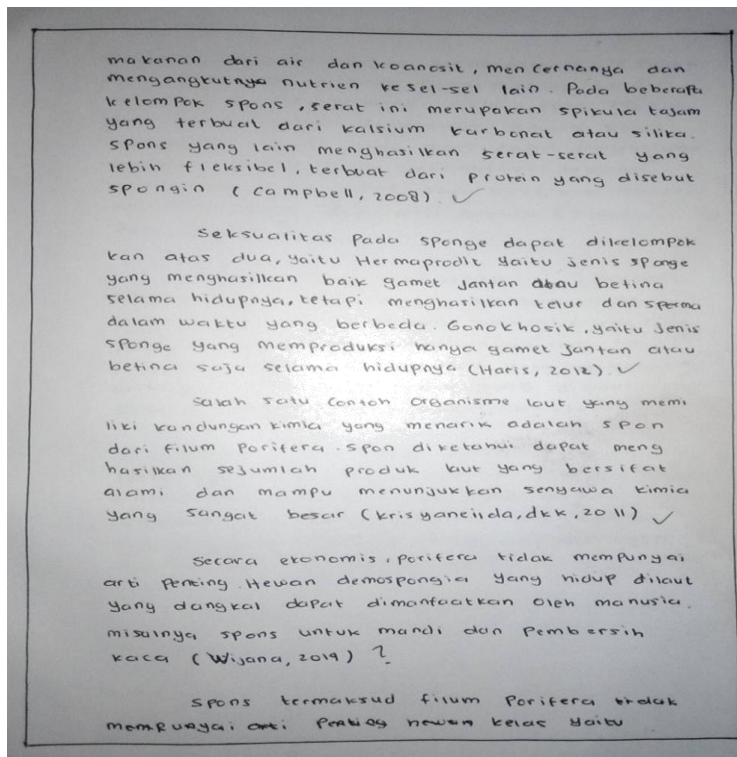 makanan dari air dan koanosit, mencernanya dan
mengangkutnya nutrien ke sel-sel lain. Pada beberapa
kelompok spons, serat ini merupakan spikula tajam
yang terbuat dari kalsium karbonat atau silika.
Spons yang lain menghasilkan serat-serat yang
lebih fleksibel, terbuat dari protein yang disebut
spongin (Campbell, 2008).
Seksualitas Pada Sponge dapat dikelompok
kan atas dua, yaitu Hermaprodit yaitu jenis sponge
yang menghasilkan baik gamet jantan atau betina
selama hidupnya, tetapi menghasilkan telur dan sperma
dalam waktu yang berbeda. Gonokhosik, yaitu Jenis
sponge yang memproduksi hanya gamet jantan atau
betina saja selama hidupnya (Haris, 2012).
Salah satu contoh organisme laut yang memi
liki kandungan kimia yang menarik adalah spon
dari filum Porifera. Spon diketahui dapat meng
hasilkan sejumlah produk laut yang bersifat
alami dan mampu menunjukkan senyawa kimia
yang sangat besar (krisyaneilda, dkk, 2011)
Secara ekonomis, porifera tidak mempunyai
arti penting. Hewan demospongia yang hidup dilaut
yang dangkal dapat dimanfaatkan oleh manusia.
misalnya spons untuk mandi dan Pembersih
kaca (Wijana, 2019) ?
Spons termaksud filum Porifera tidak
mempunyai arti Penting hewan kelas yaitu